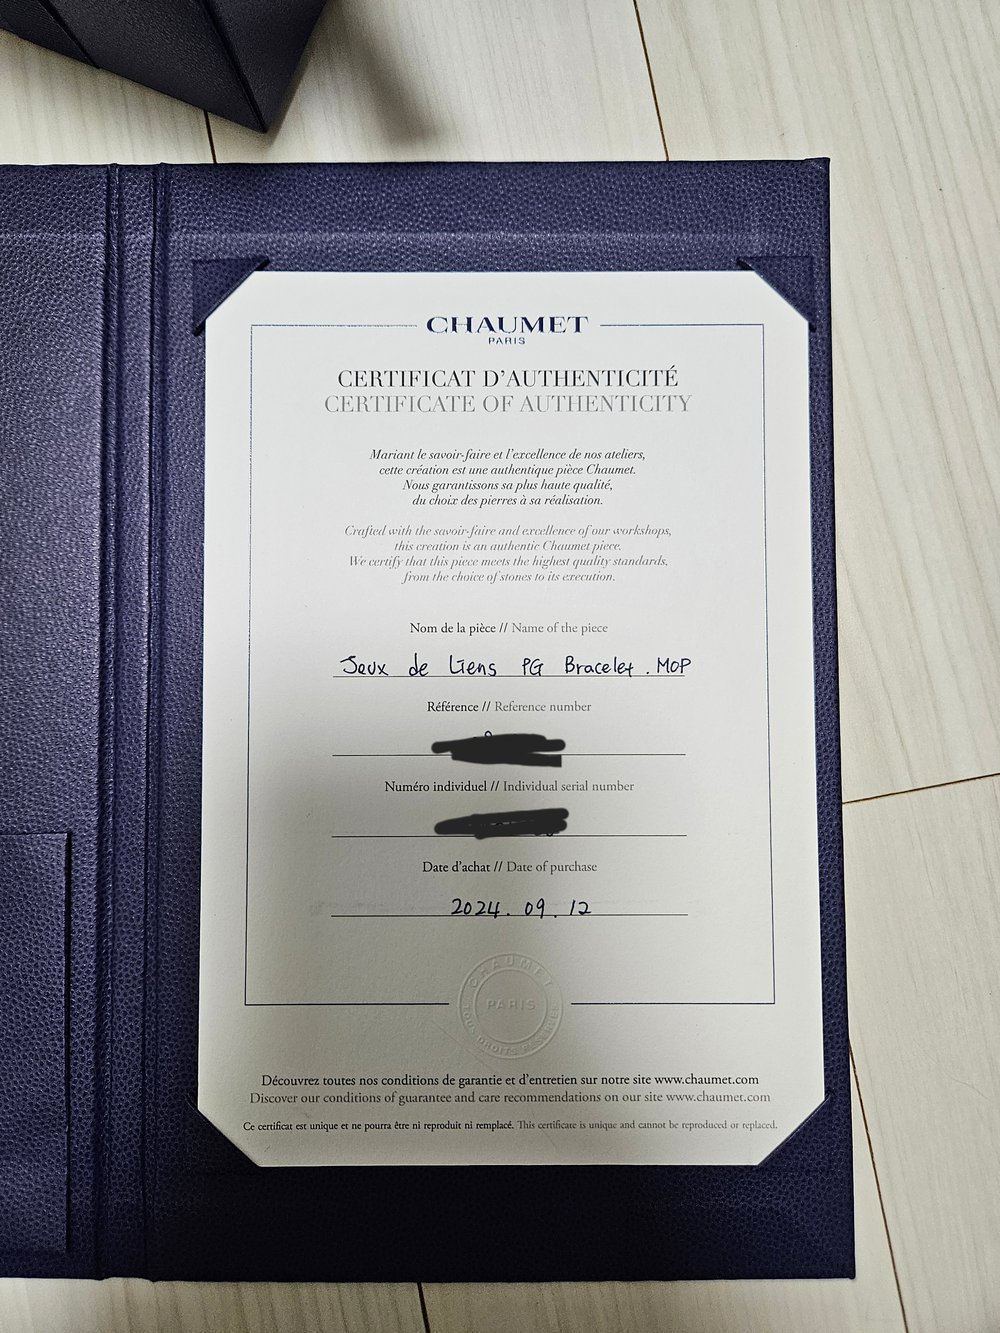 CHAUMET
PARIS
CERTIFICAT D'AUTHENTICITÉ
CERTIFICATE OF AUTHENTICITY
Mariant le savoir-faire et l'excellence de nos ateliers,
cette création est une authentique pièce Chaumet.
Nous garantissons sa plus haute qualité,
du choix des pierres à sa réalisation.
Crafted with the savoir-faire and excellence of our workshops,
this creation is an authentic Chaumet piece.
We certify that this piece meets the highest quality standards,
from the choice of stones to its execution.
Nom de la pièce // Name of the piece
Jeux de Liens PG Bracelet . MOP
Référence // Reference number
Numéro individuel // Individual serial number
Date d'achat // Date of purchase
2024. 09. 12
CHAUMET
PARIS
TOUS DROITS RÉSERVÉS
Découvrez toutes nos conditions de garantie et d'entretien sur notre site www.chaumet.com
Discover our conditions of guarantee and care recommendations on our site www.chaumet.com
Ce certificat est unique et ne pourra être ni reproduit ni remplacé. This certificate is unique and cannot be reproduced or replaced.